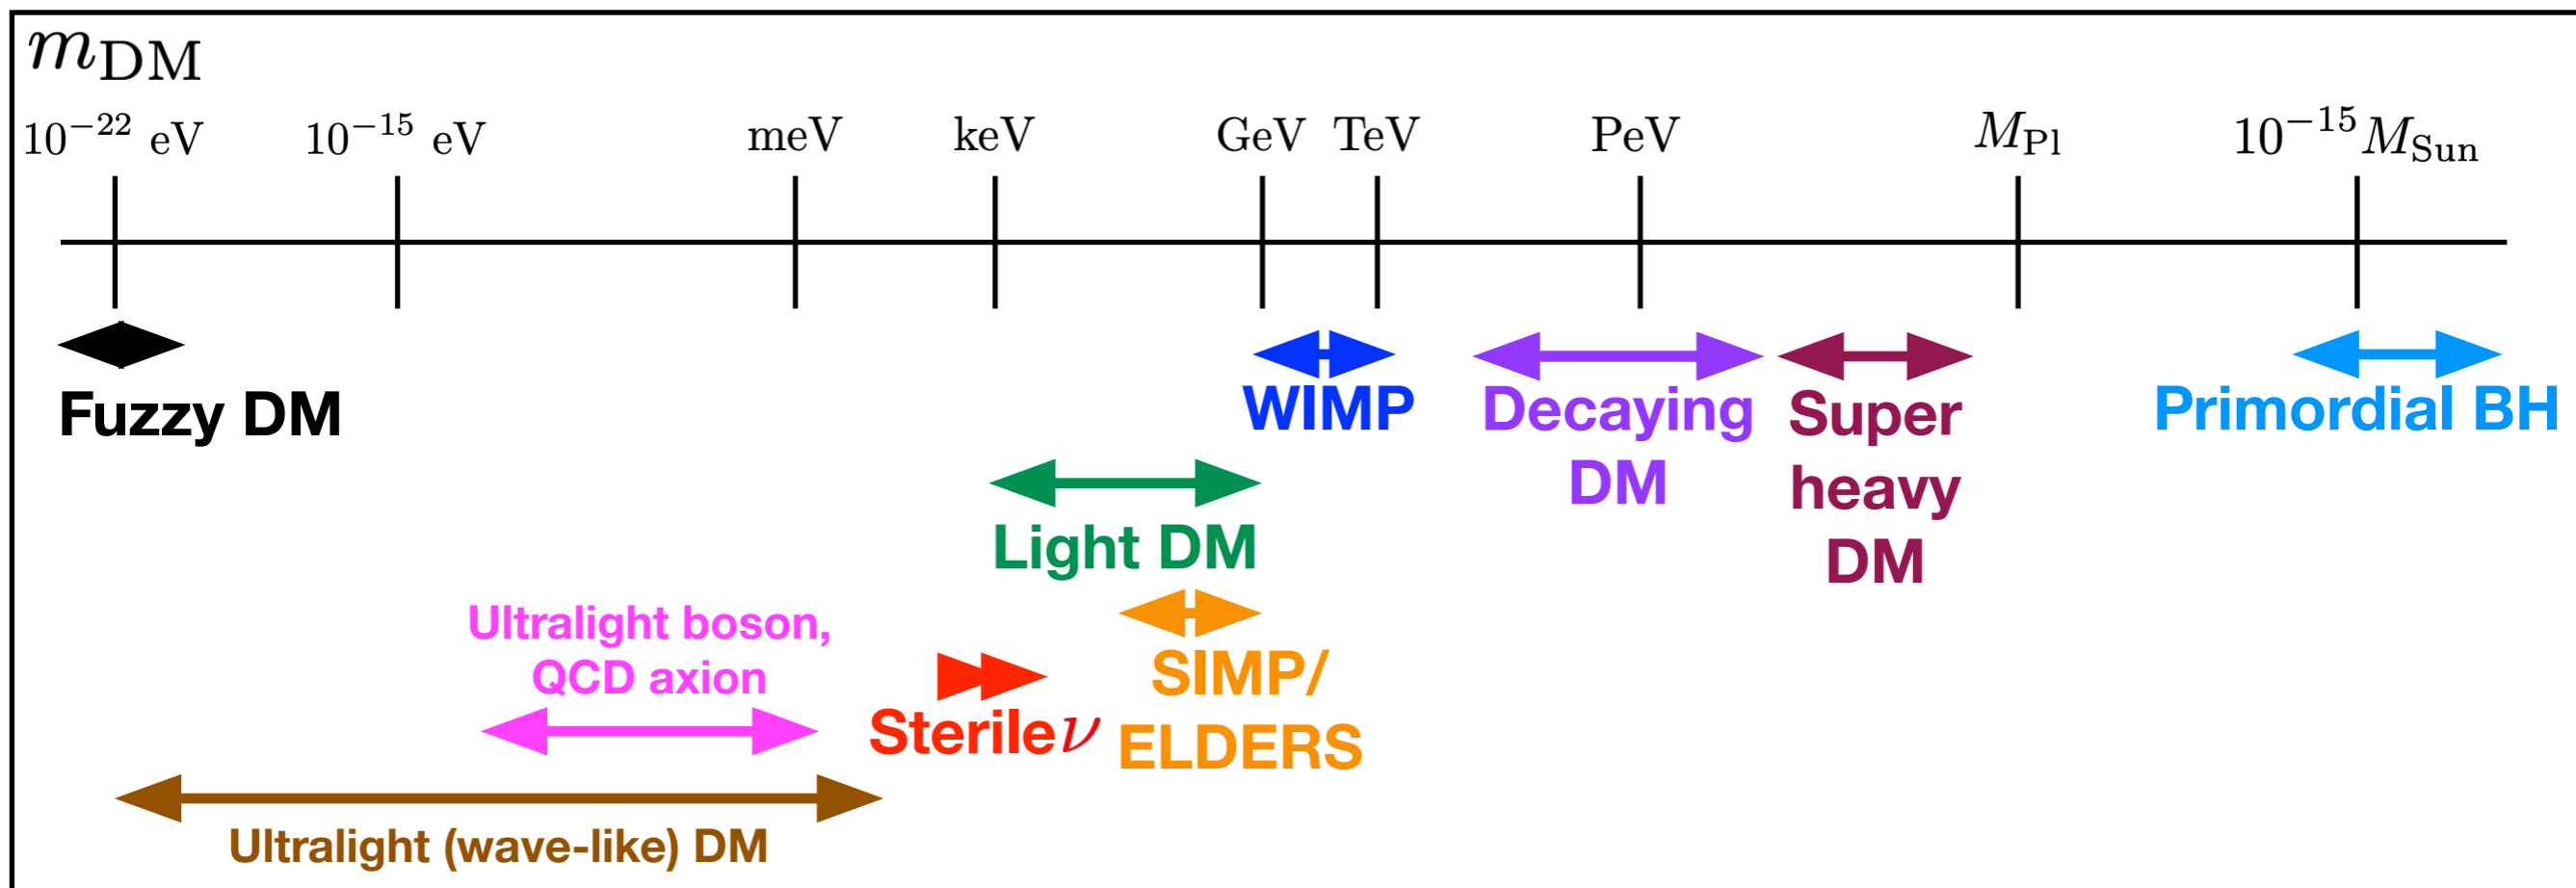 m_DM
10^−22 eV 10^−15 eV meV keV GeV TeV PeV M_Pl 10^−15 M_Sun
Fuzzy DM
WIMP
Decaying
DM
Super
heavy
DM
Primordial BH
Light DM
Ultralight boson,
QCD axion
Sterile ν
SIMP/
ELDERS
Ultralight (wave-like) DM